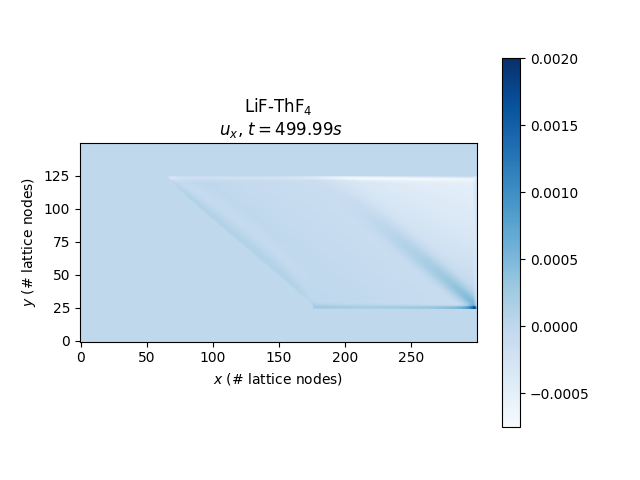 LiF-ThF₄
uₓ, t = 499.99s
y (# lattice nodes)
125
100
75
50
25
0
0 50 100 150 200 250
x (# lattice nodes)
0.0020
0.0015
0.0010
0.0005
0.0000
−0.0005